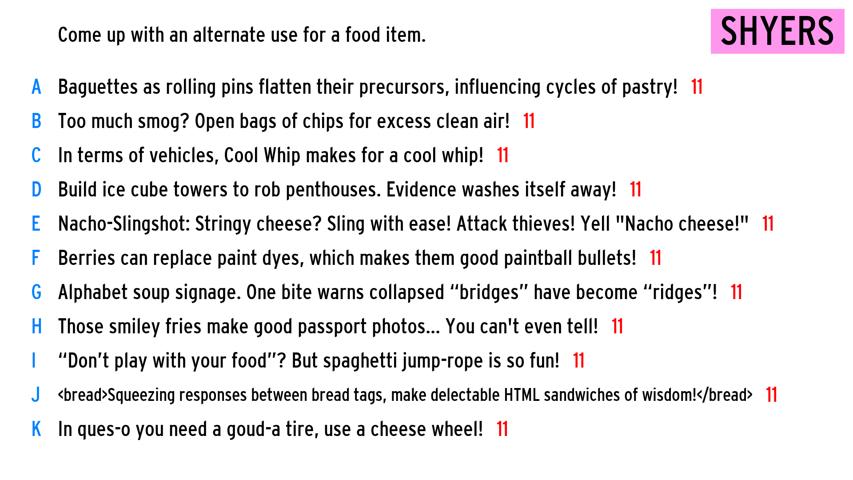 Come up with an alternate use for a food item.
SHYERS
A Baguettes as rolling pins flatten their precursors, influencing cycles of pastry! 11
B Too much smog? Open bags of chips for excess clean air! 11
C In terms of vehicles, Cool Whip makes for a cool whip! 11
D Build ice cube towers to rob penthouses. Evidence washes itself away! 11
E Nacho-Slingshot: Stringy cheese? Sling with ease! Attack thieves! Yell "Nacho cheese!" 11
F Berries can replace paint dyes, which makes them good paintball bullets! 11
G Alphabet soup signage. One bite warns collapsed “bridges” have become “ridges”! 11
H Those smiley fries make good passport photos... You can't even tell! 11
I “Don’t play with your food”? But spaghetti jump-rope is so fun! 11
J <bread>Squeezing responses between bread tags, make delectable HTML sandwiches of wisdom!</bread> 11
K In ques-o you need a goud-a tire, use a cheese wheel! 11